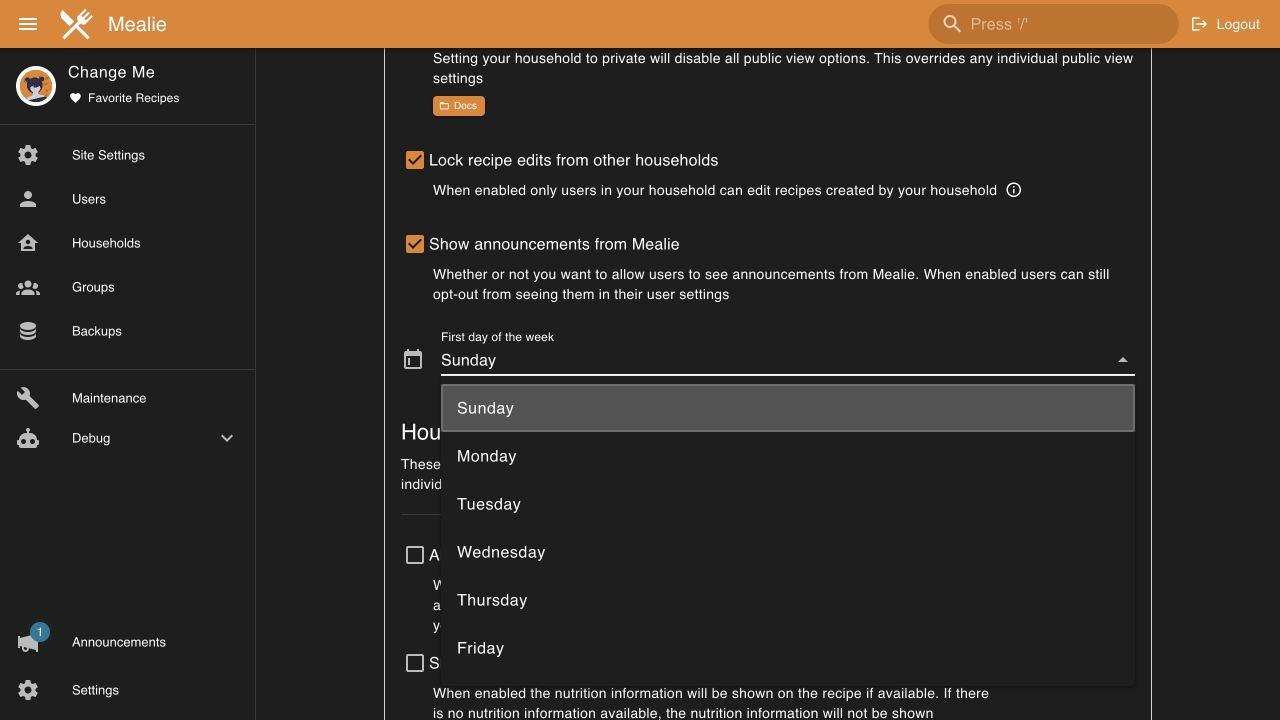 Mealie
Press '/'
Logout
Change Me
Favorite Recipes
Site Settings
Users
Households
Groups
Backups
Maintenance
Debug
1
Announcements
Settings
Setting your household to private will disable all public view options. This overrides any individual public view
settings
Docs
Lock recipe edits from other households
When enabled only users in your household can edit recipes created by your household
Show announcements from Mealie
Whether or not you want to allow users to see announcements from Mealie. When enabled users can still
opt-out from seeing them in their user settings
First day of the week
Sunday
Sunday
Monday
Tuesday
Wednesday
Thursday
Friday
Hou
These
individ
A
W
a
y
S
When enabled the nutrition information will be shown on the recipe if available. If there
is no nutrition information available, the nutrition information will not be shown